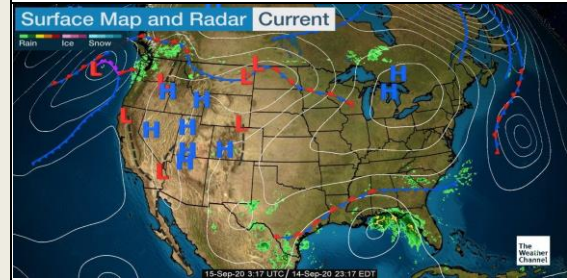 Surface Map and Radar Current
Rain Ice Snow
L L H
L H H
L H L H H
L H L
H H H
L H
15-Sep-20 3:17 UTC / 14-Sep-20 23:17 EDT
The
Weather
Channel